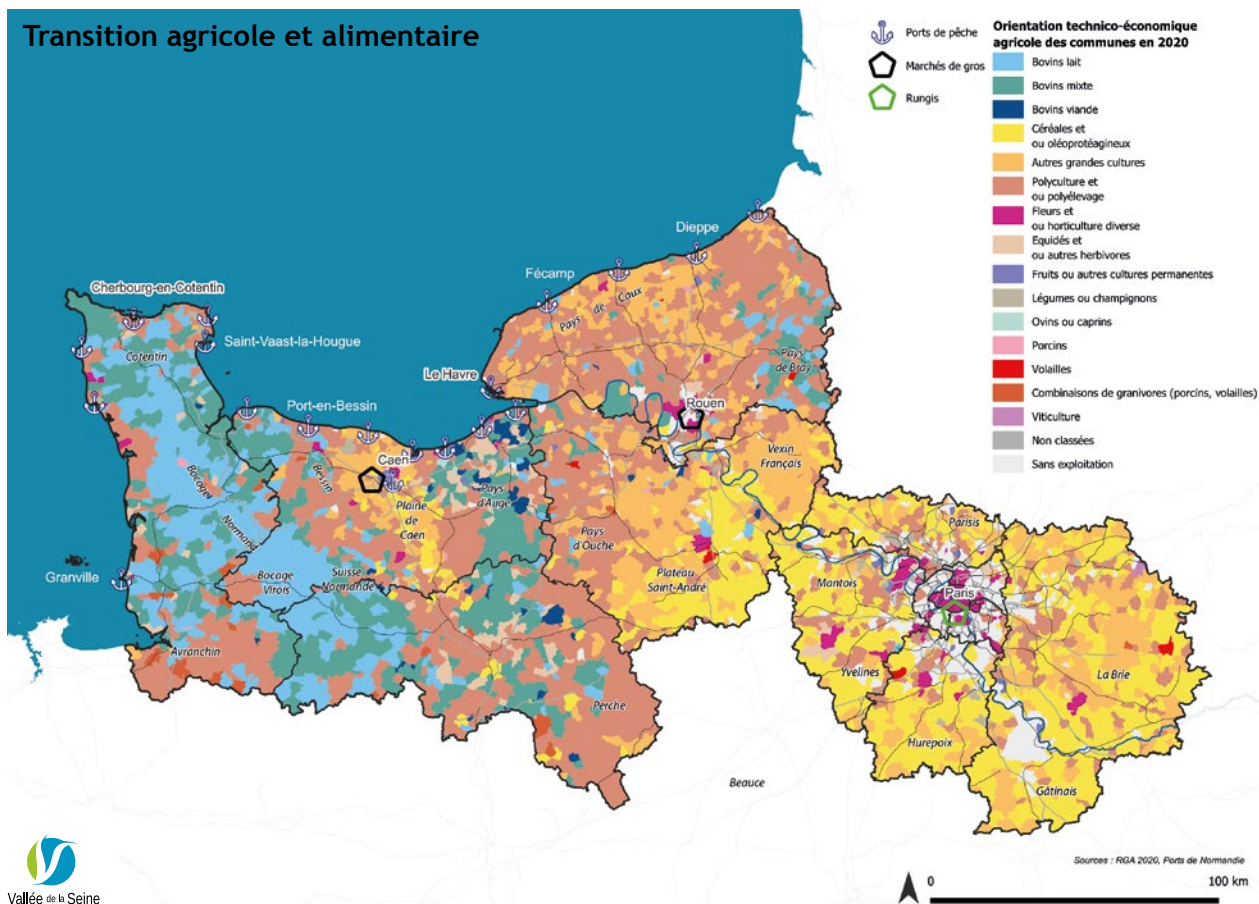 Transition agricole et alimentaire
Ports de pêche
Marchés de gros
Rungis
Orientation technico-économique
agricole des communes en 2020
Bovins lait
Bovins mixte
Bovins viande
Céréales et
ou oléoprotéagineux
Autres grandes cultures
Polyculture et
ou polyélevage
Fleurs et
ou horticulture diverse
Equidés et
ou autres herbivores
Fruits ou autres cultures permanentes
Légumes ou champignons
Ovins ou caprins
Porcins
Volailles
Combinaisons de granivores (porcins, volailles)
Viticulture
Non classées
Sans exploitation
Dieppe
Fécamp
Cherbourg-en-Cotentin
Pays de Caux
Saint-Vaast-la-Hougue
Cotentin
Pays
de Bray
Le Havre
Port-en-Bessin
Rouen
Caen
Vexin
Français
Bessin
Bocager
Normand
Pays
d'Auge
Plaine
de
Caen
Parisis
Pays
d'Ouche
Granville
Bocage
Virois
Suisse
Normande
Plateau
Saint-André
Mantois
Paris
Avranchin
Yvelines
La Brie
Perche
Hurepoix
Beauce
Gâtinais
Vallée de la Seine
Sources : RGA 2020, Ports de Normandie
0
100 km